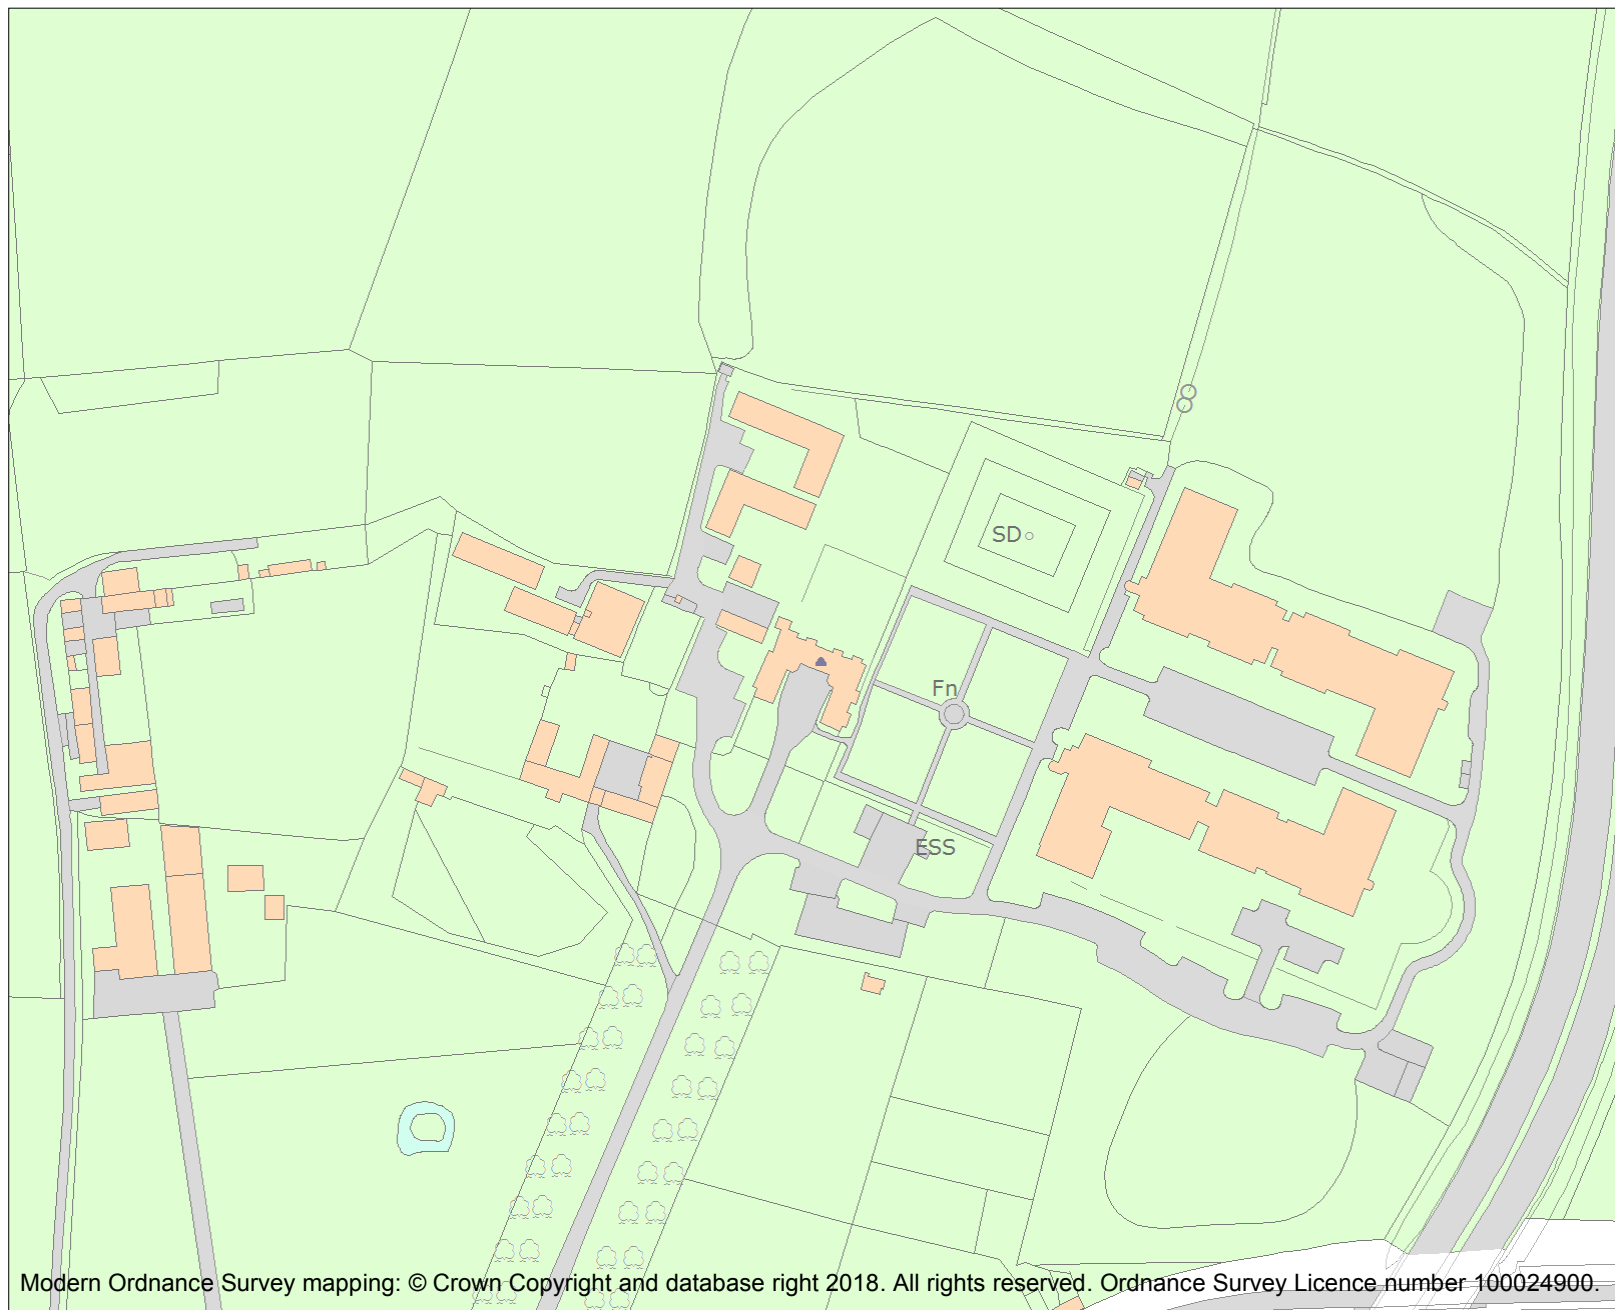 SD
Fn
ESS
Modern Ordnance Survey mapping: © Crown Copyright and database right 2018. All rights reserved. Ordnance Survey Licence number 100024900.